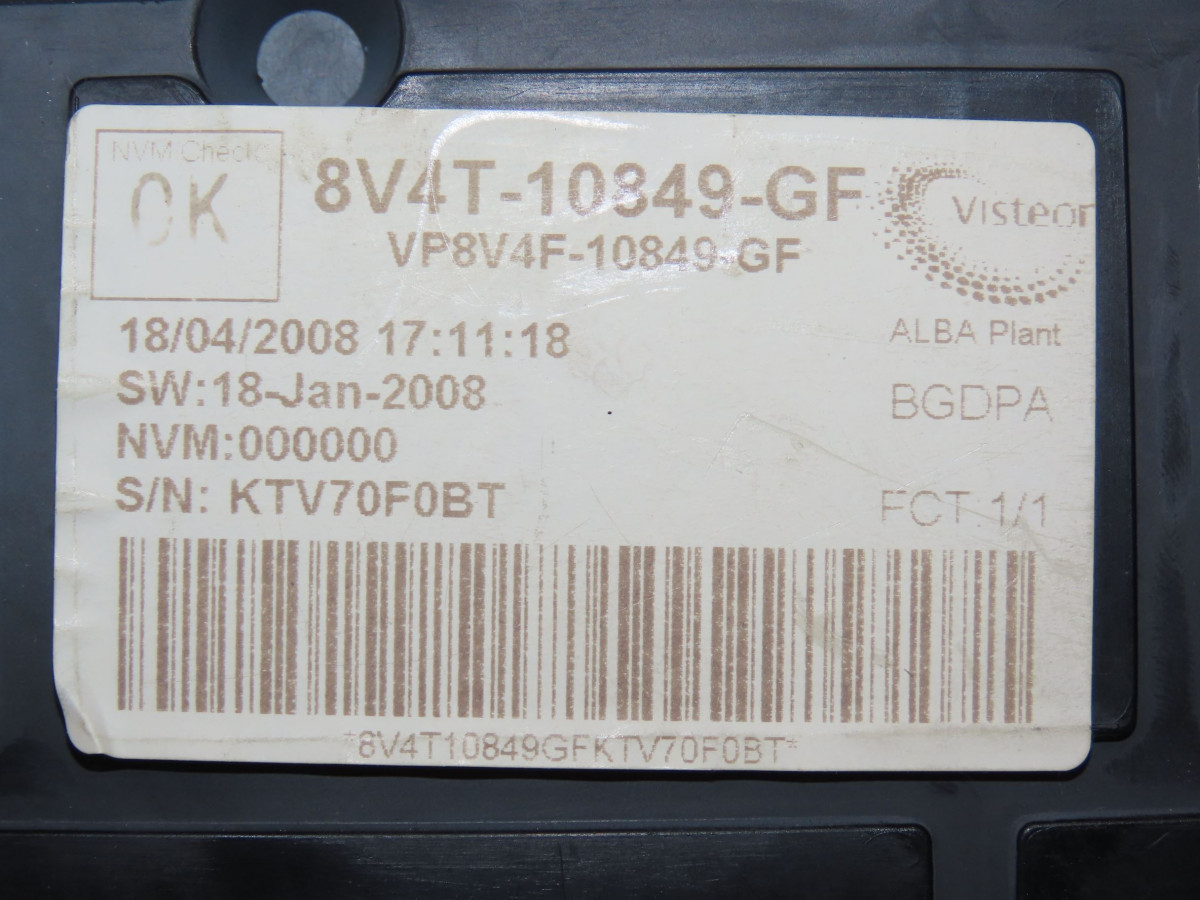 NVM Check
OK
8V4T-10849-GF
VP8V4F-10849-GF
Visteon
18/04/2008 17:11:18
ALBA Plant
SW:18-Jan-2008
BGDPA
NVM:000000
S/N: KTV70F0BT
FCT:1/1
*8V4T10849GFKTV70F0BT*